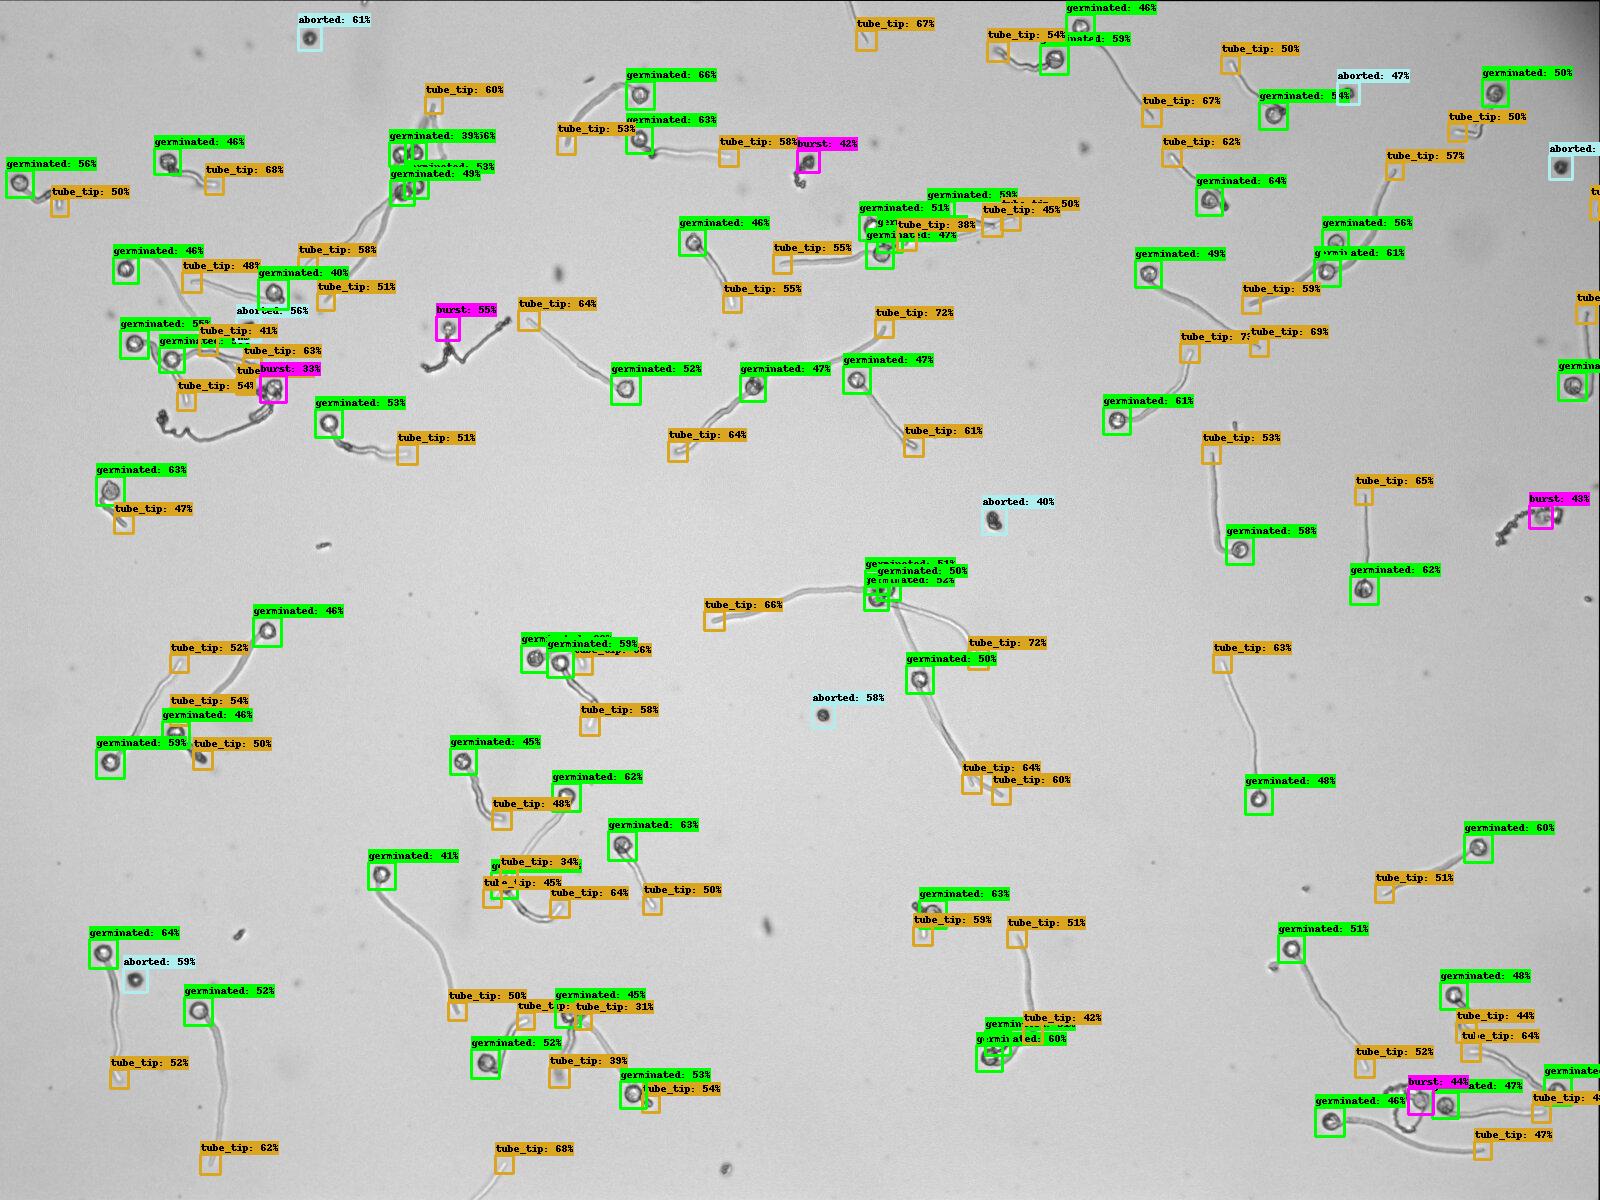 germinated: 46%
aborted: 61%
tube_tip: 67%
tube_tip: 54%
59%
tube_tip: 50%
germinated: 66%
aborted: 47%
germinated: 50%
tube_tip: 60%
germinated: 54%
tube_tip: 67%
germinated: 63%
tube_tip: 50%
tube_tip: 53%
germinated: 39%
germinated: 46%
tube_tip: 58%
burst: 42%
tube_tip: 62%
aborted:
tube_tip: 57%
germinated: 56%
tube_tip: 68%
germinated: 49%
53%
germinated: 64%
tube_tip: 50%
germinated: 59%
germinated: 51%
tube_tip: 45%
50%
germinated: 46%
tube_tip: 38%
germinated: 56%
germinated: 47%
germinated: 46%
tube_tip: 58%
tube_tip: 55%
germinated: 49%
germinated: 61%
tube_tip: 48%
germinated: 40%
tube_tip: 51%
tube_tip: 55%
tube_tip: 59%
tube
aborted: 56%
burst: 55%
tube_tip: 64%
tube_tip: 72%
germinated: 55%
tube_tip: 41%
tube_tip: 69%
tube_tip: 63%
germinated: 47%
burst: 33%
germinated: 52%
germinated: 47%
tube_tip: 54%
germinated: 53%
germinated: 61%
tube_tip: 51%
tube_tip: 64%
tube_tip: 61%
tube_tip: 53%
germinated: 63%
tube_tip: 65%
aborted: 40%
burst: 43%
tube_tip: 47%
germinated: 58%
germinated: 51%
germinated: 50%
germinated: 52%
germinated: 62%
germinated: 46%
tube_tip: 66%
germinated: 59%
tube_tip: 52%
tube_tip: 72%
tube_tip: 63%
germinated: 50%
tube_tip: 54%
aborted: 58%
germinated: 46%
tube_tip: 58%
germinated: 59%
tube_tip: 50%
germinated: 45%
tube_tip: 64%
germinated: 62%
tube_tip: 60%
germinated: 48%
tube_tip: 48%
germinated: 63%
germinated: 60%
germinated: 41%
tube_tip: 34%
tube_tip: 45%
tube_tip: 64%
tube_tip: 50%
tube_tip: 51%
germinated: 63%
tube_tip: 59%
tube_tip: 51%
germinated: 64%
germinated: 51%
aborted: 59%
germinated: 48%
germinated: 52%
tube_tip: 50%
germinated: 45%
tube_tip: 31%
tube_tip: 42%
tube_tip: 44%
germinated: 52%
germinated: 60%
tube_tip: 64%
tube_tip: 52%
tube_tip: 39%
tube_tip: 52%
germinated: 53%
germinated
burst: 44%
47%
tube_tip: 54%
germinated: 46%
tube_tip:
tube_tip: 47%
tube_tip: 62%
tube_tip: 68%